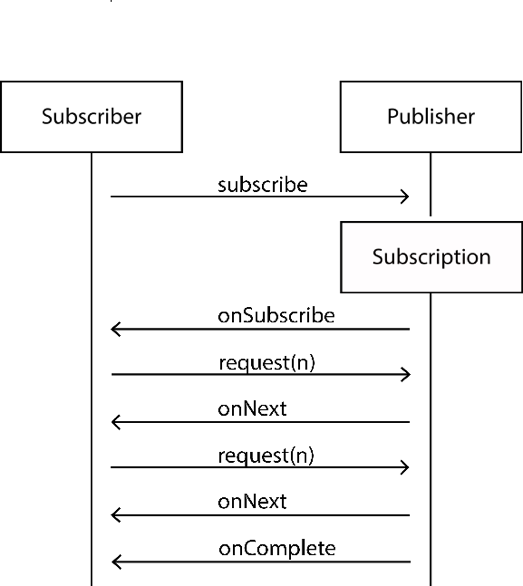 Subscriber
Publisher
subscribe
Subscription
onSubscribe
request(n)
onNext
request(n)
onNext
onComplete